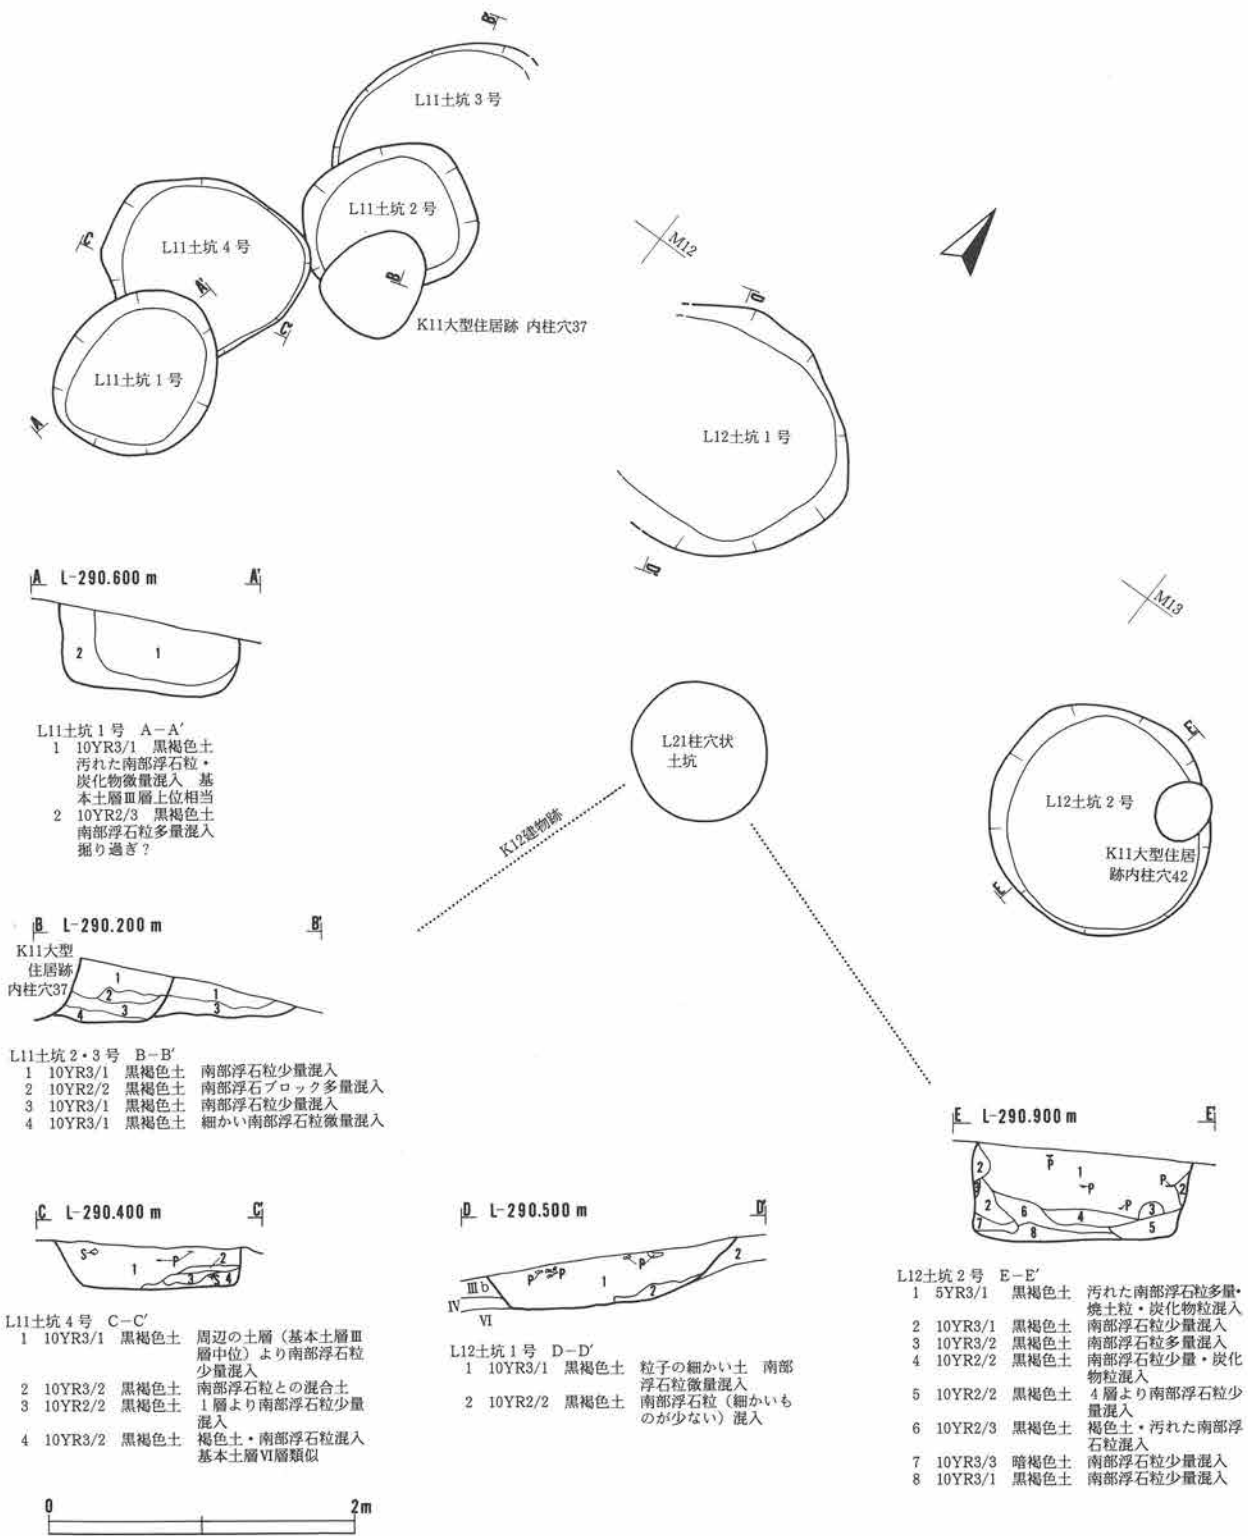 B′
L11土坑 3 号
L11土坑 2 号
C
L11土坑 4 号
A′
B
C′
K11大型住居跡 内柱穴37
L11土坑 1 号
A
M12
D′
L12土坑 1 号
D
M13
L21柱穴状
土坑
K12建物跡
E′
L12土坑 2 号
K11大型住居
跡内柱穴42
E
A L-290.600 m A′
2 1
L11土坑 1 号 A-A′
1 10YR3/1 黒褐色土
汚れた南部浮石粒・
炭化物微量混入 基
本土層Ⅲ層上位相当
2 10YR2/3 黒褐色土
南部浮石粒多量混入
掘り過ぎ?
B L-290.200 m B′
K11大型
住居跡
内柱穴37
1
2
3
4
1
3
L11土坑 2・3 号 B-B′
1 10YR3/1 黒褐色土 南部浮石粒少量混入
2 10YR2/2 黒褐色土 南部浮石ブロック多量混入
3 10YR3/1 黒褐色土 南部浮石粒少量混入
4 10YR3/1 黒褐色土 細かい南部浮石粒微量混入
C L-290.400 m C′
S P 2
1 3 S 4
L11土坑 4 号 C-C′
1 10YR3/1 黒褐色土 周辺の土層(基本土層Ⅲ
層中位)より南部浮石粒
少量混入
2 10YR3/2 黒褐色土 南部浮石粒との混合土
3 10YR2/2 黒褐色土 1層より南部浮石粒少量
混入
4 10YR3/2 黒褐色土 褐色土・南部浮石粒混入
基本土層Ⅵ層類似
0 2m
D L-290.500 m D′
P P P 2
Ⅲb 1 2
Ⅳ
Ⅵ
L12土坑 1 号 D-D′
1 10YR3/1 黒褐色土 粒子の細かい土 南部
浮石粒微量混入
2 10YR2/2 黒褐色土 南部浮石粒(細かいも
のが少ない)混入
E L-290.900 m E′
2 P 1
P P 2
3 2 6 4 P 3
7 8 5
L12土坑 2 号 E-E′
1 5YR3/1 黒褐色土 汚れた南部浮石粒多量・
焼土粒・炭化物粒混入
2 10YR3/1 黒褐色土 南部浮石粒少量混入
3 10YR3/2 黒褐色土 南部浮石粒多量混入
4 10YR2/2 黒褐色土 南部浮石粒少量・炭化
物粒混入
5 10YR2/2 黒褐色土 4層より南部浮石粒少
量混入
6 10YR2/3 黒褐色土 褐色土・汚れた南部浮
石粒混入
7 10YR3/3 暗褐色土 南部浮石粒少量混入
8 10YR3/1 黒褐色土 南部浮石粒少量混入